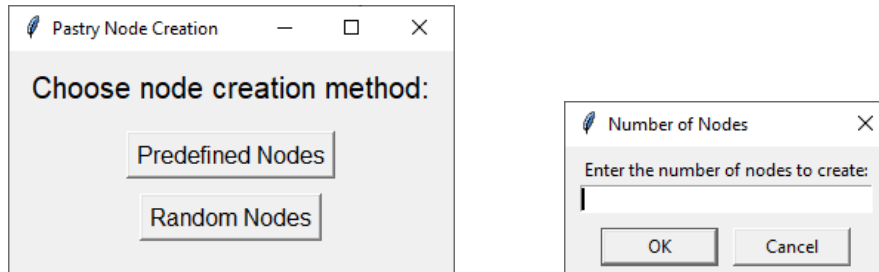 Pastry Node Creation
Choose node creation method:
Predefined Nodes
Random Nodes
Number of Nodes
Enter the number of nodes to create:
OK Cancel